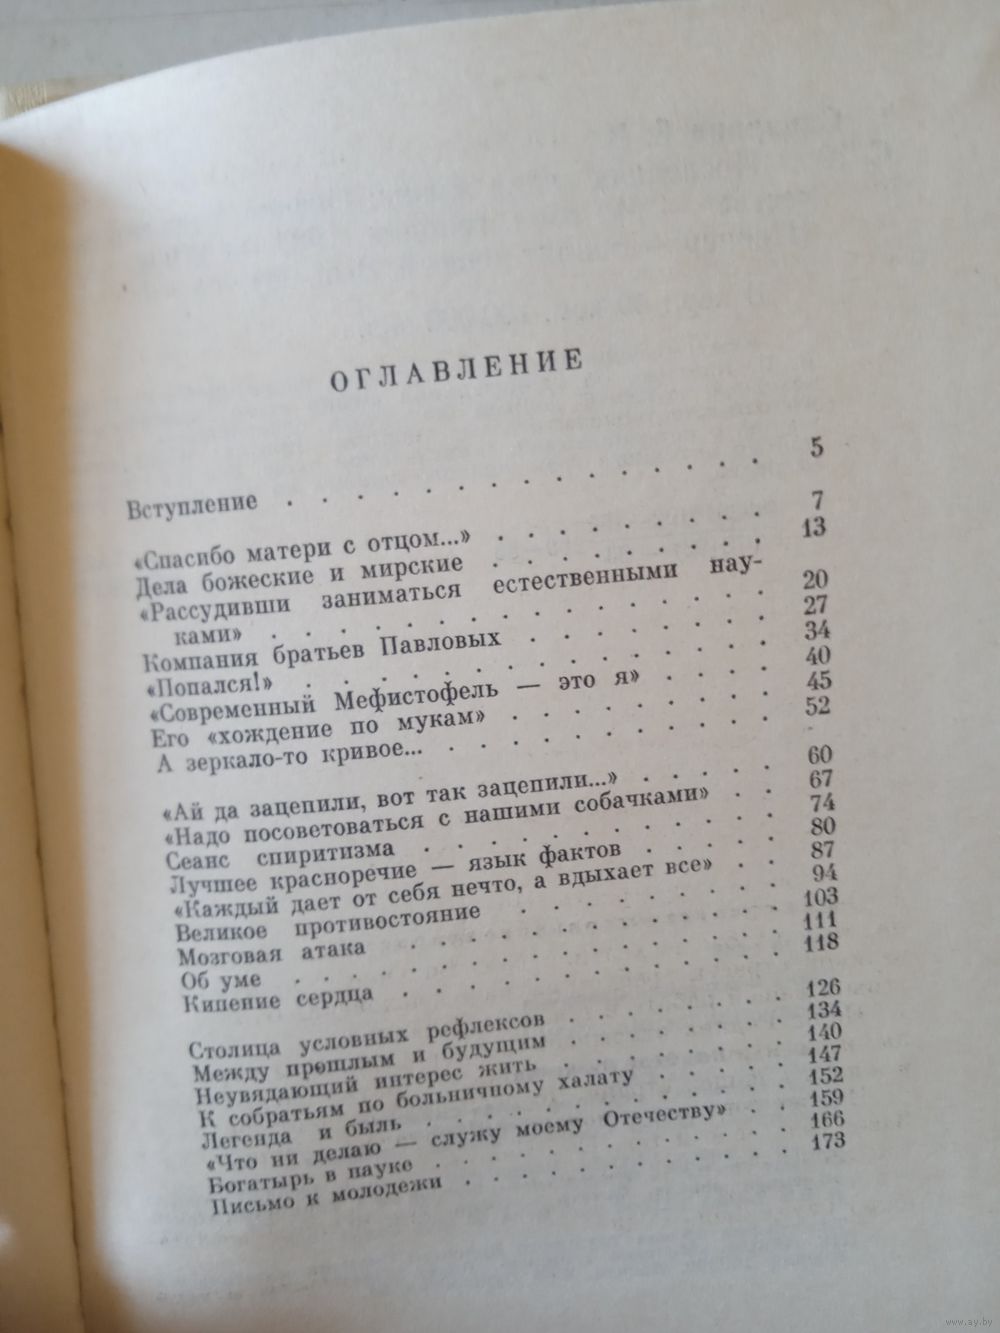 ОГЛАВЛЕНИЕ
Вступление . . . . . . . . . . . . . . 5
«Спасибо матери с отцом...» . . . . . . . . 7
Дела божеские и мирские . . . . . . . . 13
«Рассудивши заниматься естественными нау-
ками» . . . . . . . . . . . . . . 20
Компания братьев Павловых . . . . . . . 27
«Попался!» . . . . . . . . . . . . . 34
«Современный Мефистофель — это я» . . . . 40
Его «хождение по мукам» . . . . . . . . 45
А зеркало-то кривое... . . . . . . . . . 52
«Ай да зацепили, вот так зацепили...» . . . . 60
«Надо посоветоваться с нашими собачками» . . 67
Сеанс спиритизма . . . . . . . . . . 74
Лучшее красноречие — язык фактов . . . . 80
«Каждый дает от себя нечто, а вдыхает все» . . 87
Великое противостояние . . . . . . . . 94
Мозговая атака . . . . . . . . . . . 103
Об уме . . . . . . . . . . . . . . 111
Кипение сердца . . . . . . . . . . . 118
Столица условных рефлексов . . . . . . . 126
Между прошлым и будущим . . . . . . . 134
Неувядающий интерес жить . . . . . . . 140
К собратьям по больничному халату . . . . 147
Легенда и быль . . . . . . . . . . . 152
«Что ни делаю — служу моему Отечеству» . . 159
Богатырь в науке . . . . . . . . . . 166
Письмо к молодежи . . . . . . . . . . 173
www.ay.by